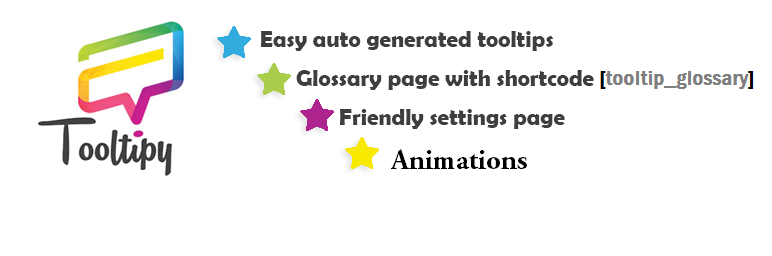 Easy auto generated tooltips
Glossary page with shortcode [tooltip_glossary]
Friendly settings page
Animations
Tooltipy